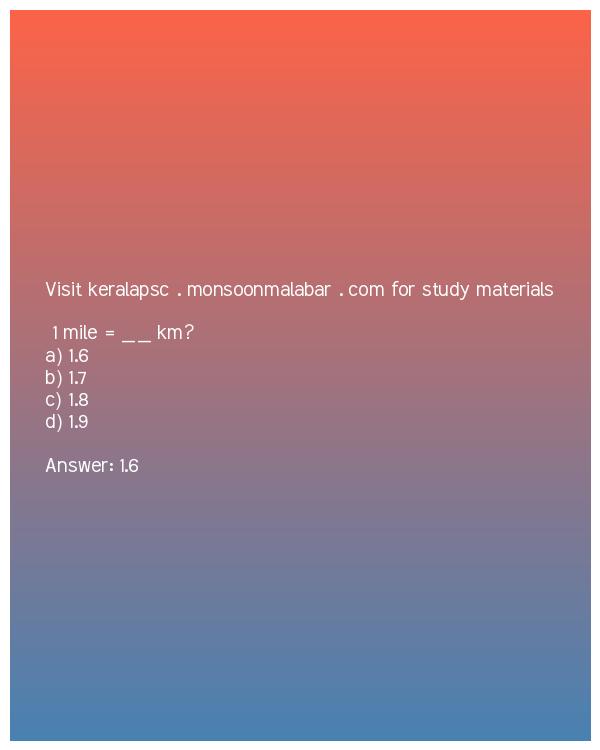 Visit keralapsc . monsoonmalabar . com for study materials
1 mile = __ km?
a) 1.6
b) 1.7
c) 1.8
d) 1.9
Answer: 1.6